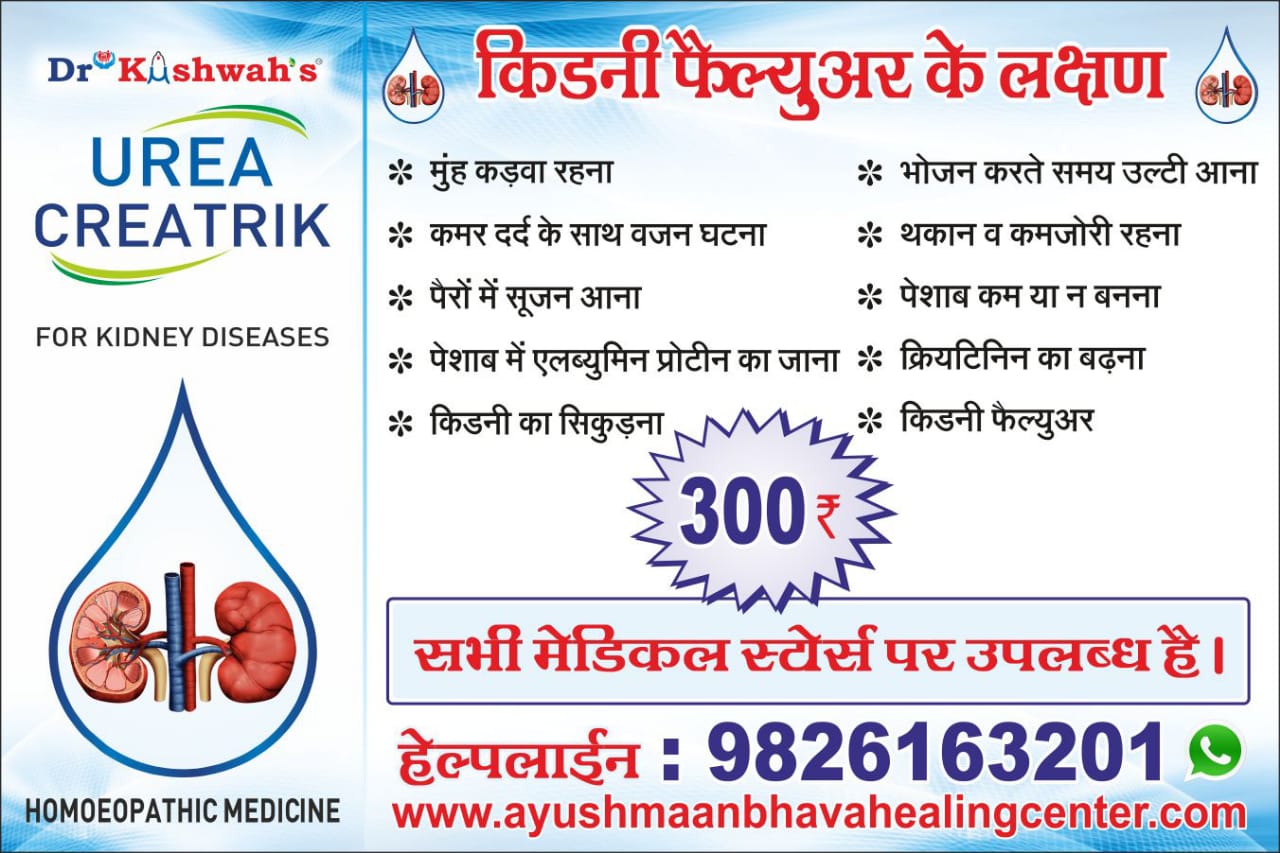 Dr Kushwah's
UREA
CREATRIK
FOR KIDNEY DISEASES
HOMOEOPATHIC MEDICINE
किडनी फैल्युअर के लक्षण
* मुंह कड़वा रहना
* कमर दर्द के साथ वजन घटना
* पैरों में सूजन आना
* पेशाब में एलब्युमिन प्रोटीन का जाना
* किडनी का सिकुड़ना
* भोजन करते समय उल्टी आना
* थकान व कमजोरी रहना
* पेशाब कम या न बनना
* क्रियटिनिन का बढ़ना
* किडनी फैल्युअर
300₹
सभी मेडिकल स्टोर्स पर उपलब्ध है।
हेल्पलाईन : 9826163201
www.ayushmaanbhavahealingcenter.com